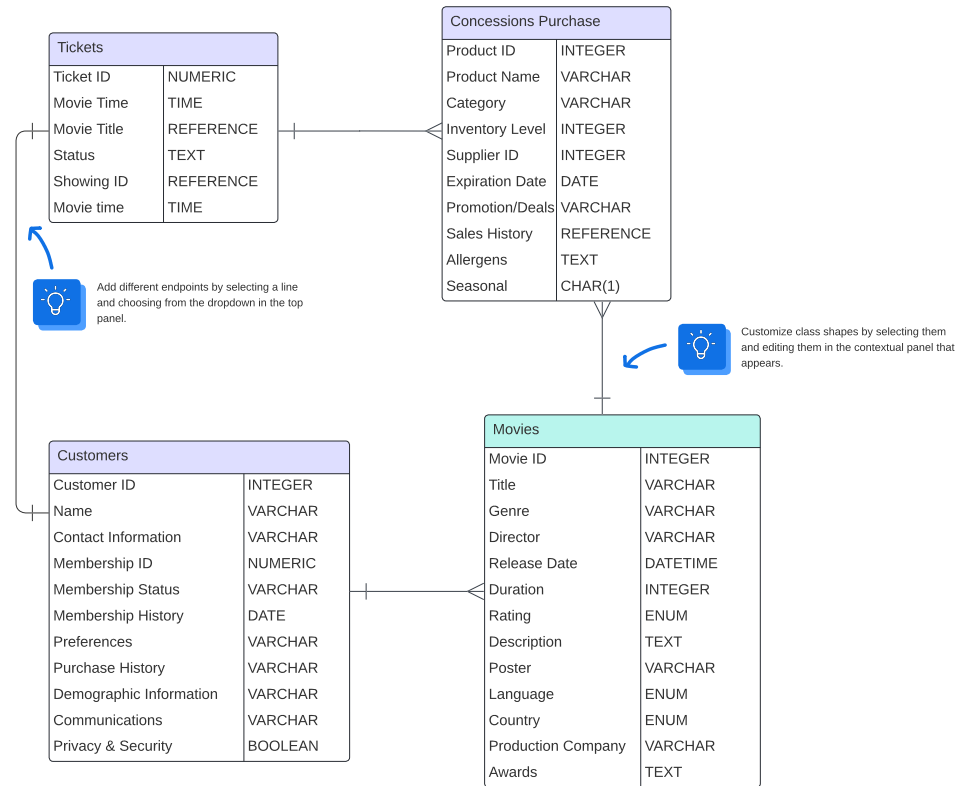 Tickets
Ticket ID NUMERIC
Movie Time TIME
Movie Title REFERENCE
Status TEXT
Showing ID REFERENCE
Movie time TIME
Concessions Purchase
Product ID INTEGER
Product Name VARCHAR
Category VARCHAR
Inventory Level INTEGER
Supplier ID INTEGER
Expiration Date DATE
Promotion/Deals VARCHAR
Sales History REFERENCE
Allergens TEXT
Seasonal CHAR(1)
Add different endpoints by selecting a line
and choosing from the dropdown in the top
panel.
Customize class shapes by selecting them
and editing them in the contextual panel that
appears.
Customers
Customer ID INTEGER
Name VARCHAR
Contact Information VARCHAR
Membership ID NUMERIC
Membership Status VARCHAR
Membership History DATE
Preferences VARCHAR
Purchase History VARCHAR
Demographic Information VARCHAR
Communications VARCHAR
Privacy & Security BOOLEAN
Movies
Movie ID INTEGER
Title VARCHAR
Genre VARCHAR
Director VARCHAR
Release Date DATETIME
Duration INTEGER
Rating ENUM
Description TEXT
Poster VARCHAR
Language ENUM
Country ENUM
Production Company VARCHAR
Awards TEXT